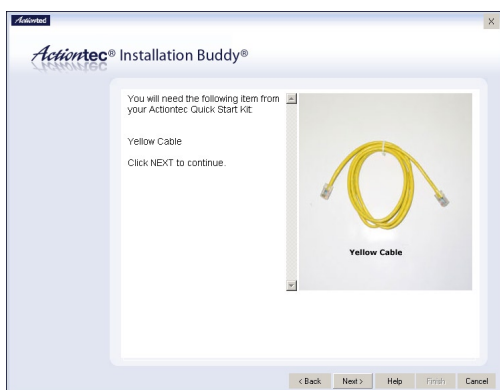 Actiontec
X
Actiontec® Installation Buddy®
You will need the following item from
your Actiontec Quick Start Kit:
Yellow Cable
Click NEXT to continue.
Yellow Cable
< Back Next > Help Finish Cancel